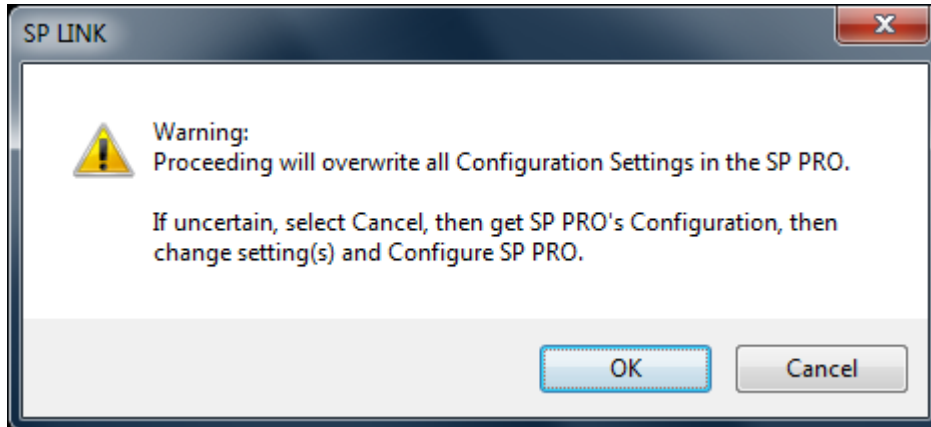 SP LINK
Warning:
Proceeding will overwrite all Configuration Settings in the SP PRO.
If uncertain, select Cancel, then get SP PRO's Configuration, then
change setting(s) and Configure SP PRO.
OK
Cancel